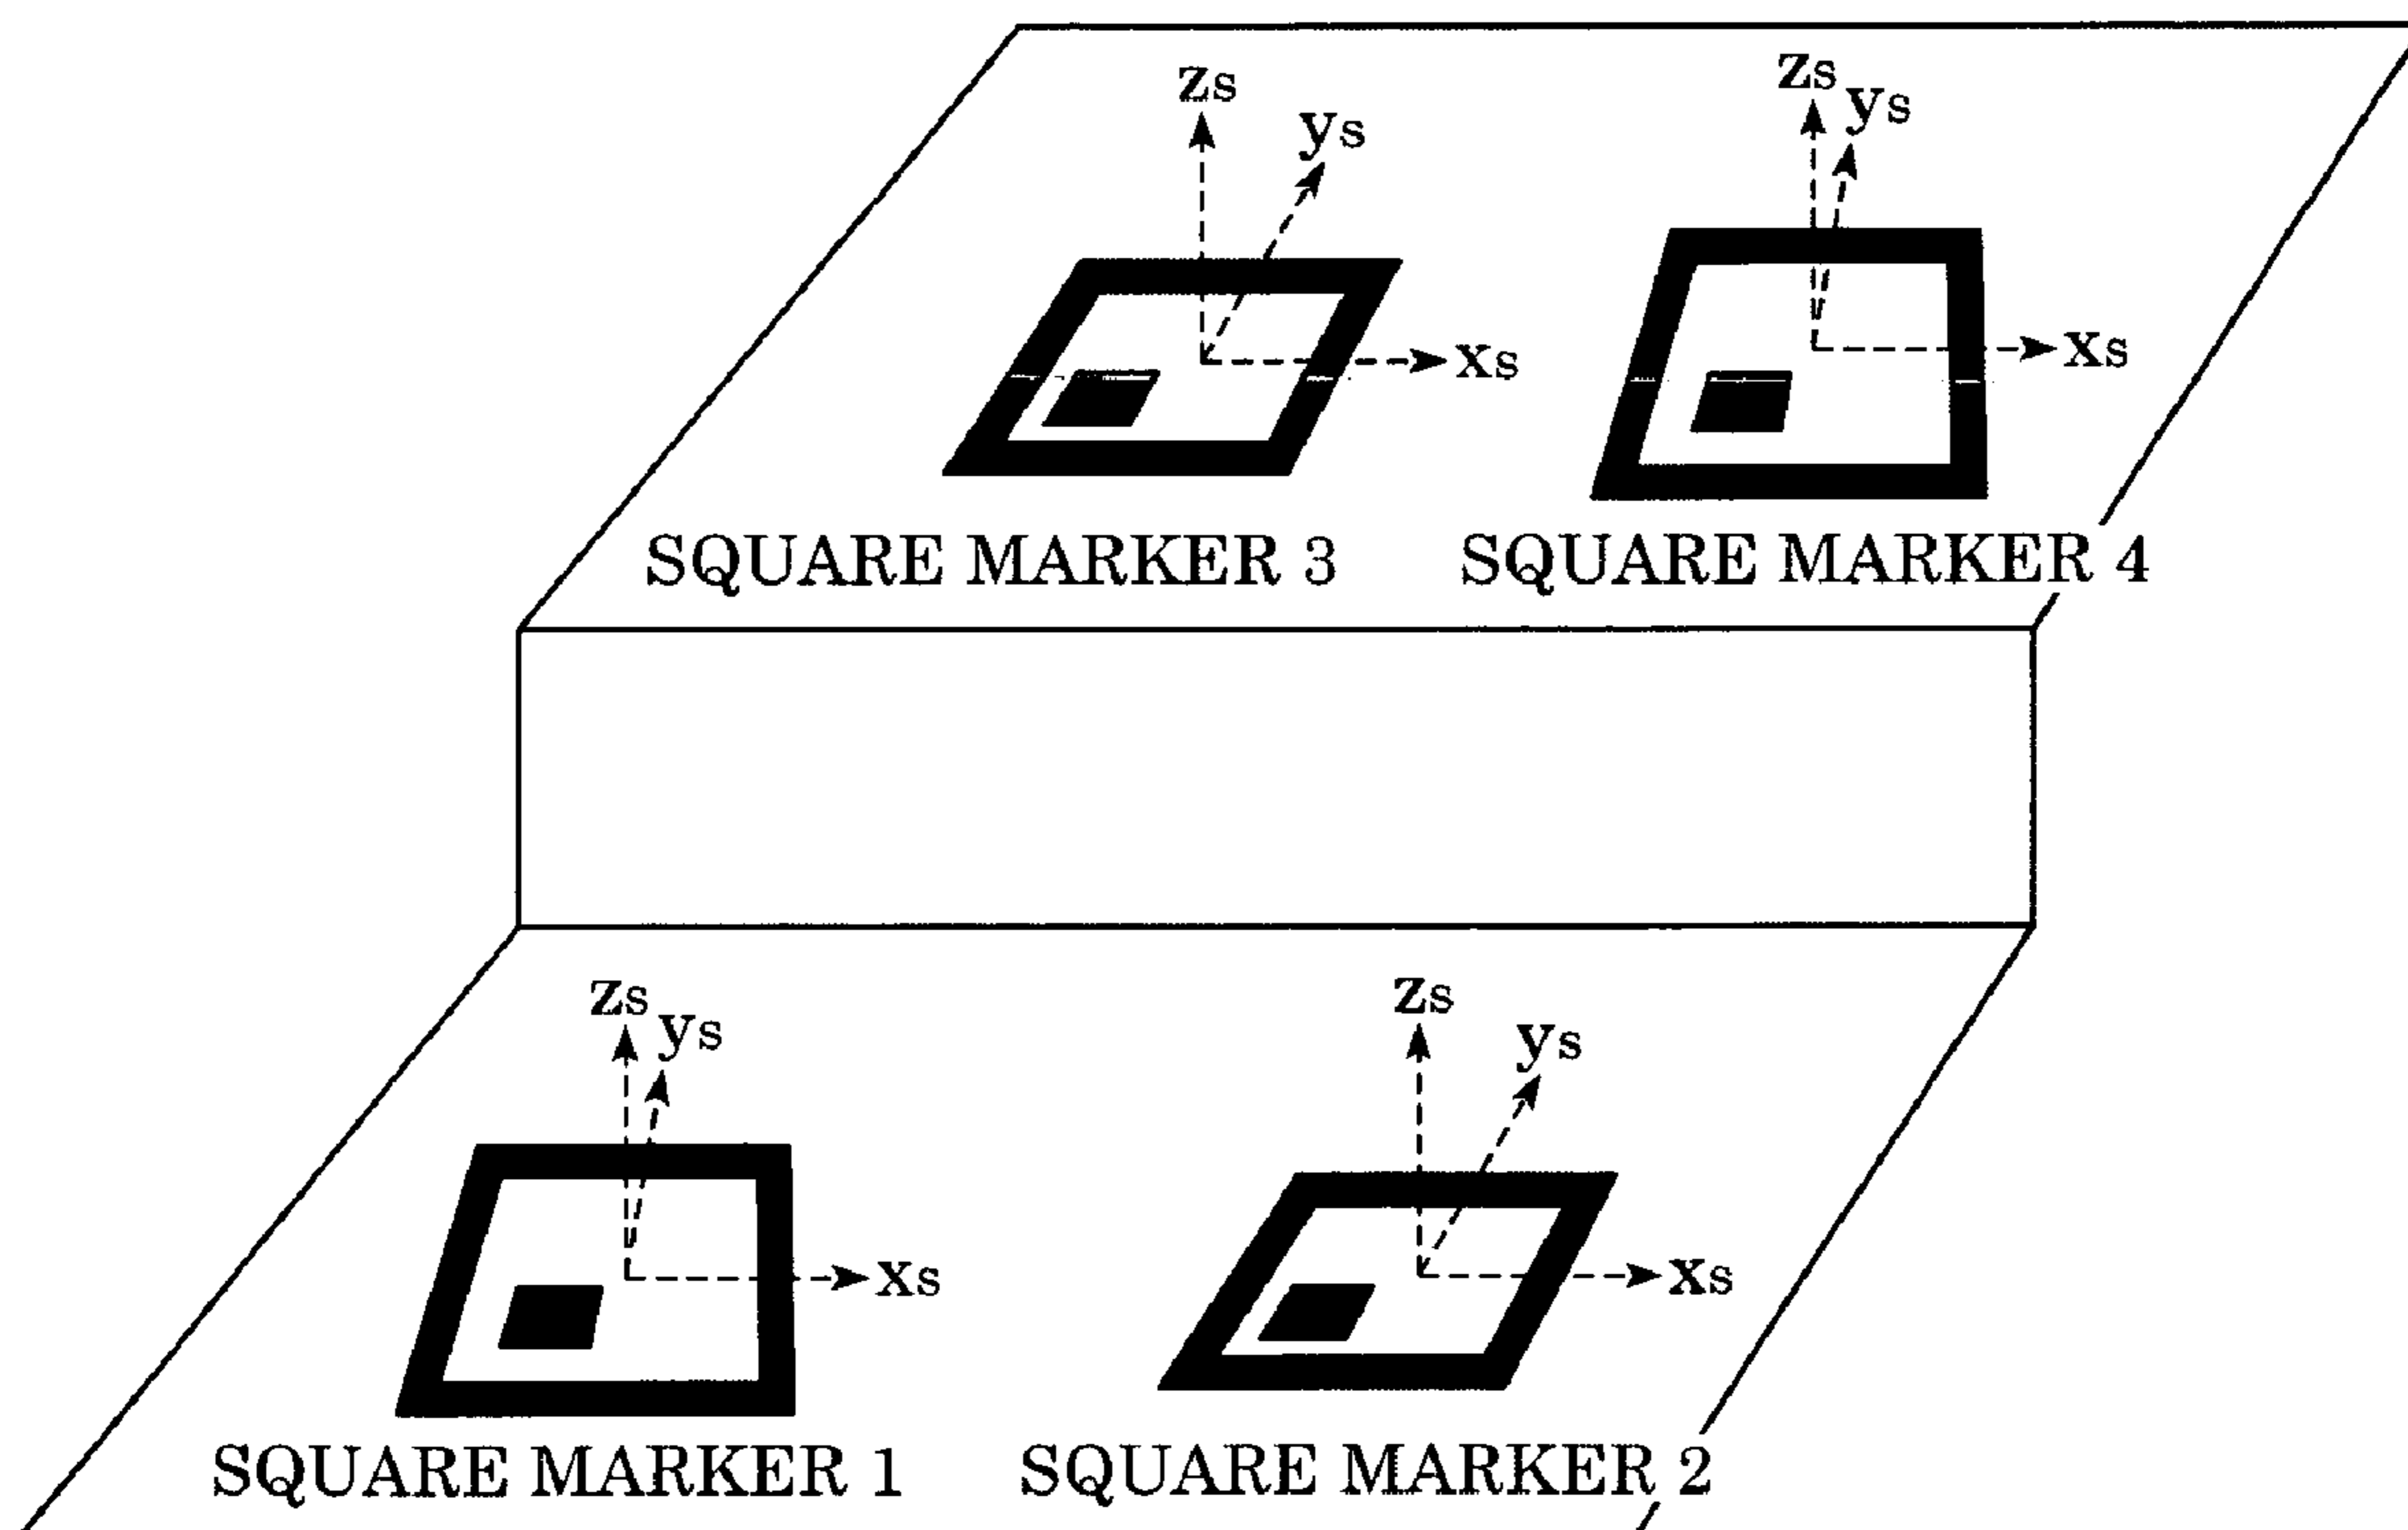 Zs Zs
ys ys
Xs Xs
SQUARE MARKER 3 SQUARE MARKER 4
Zs Zs
ys ys
Xs Xs
SQUARE MARKER 1 SQUARE MARKER 2